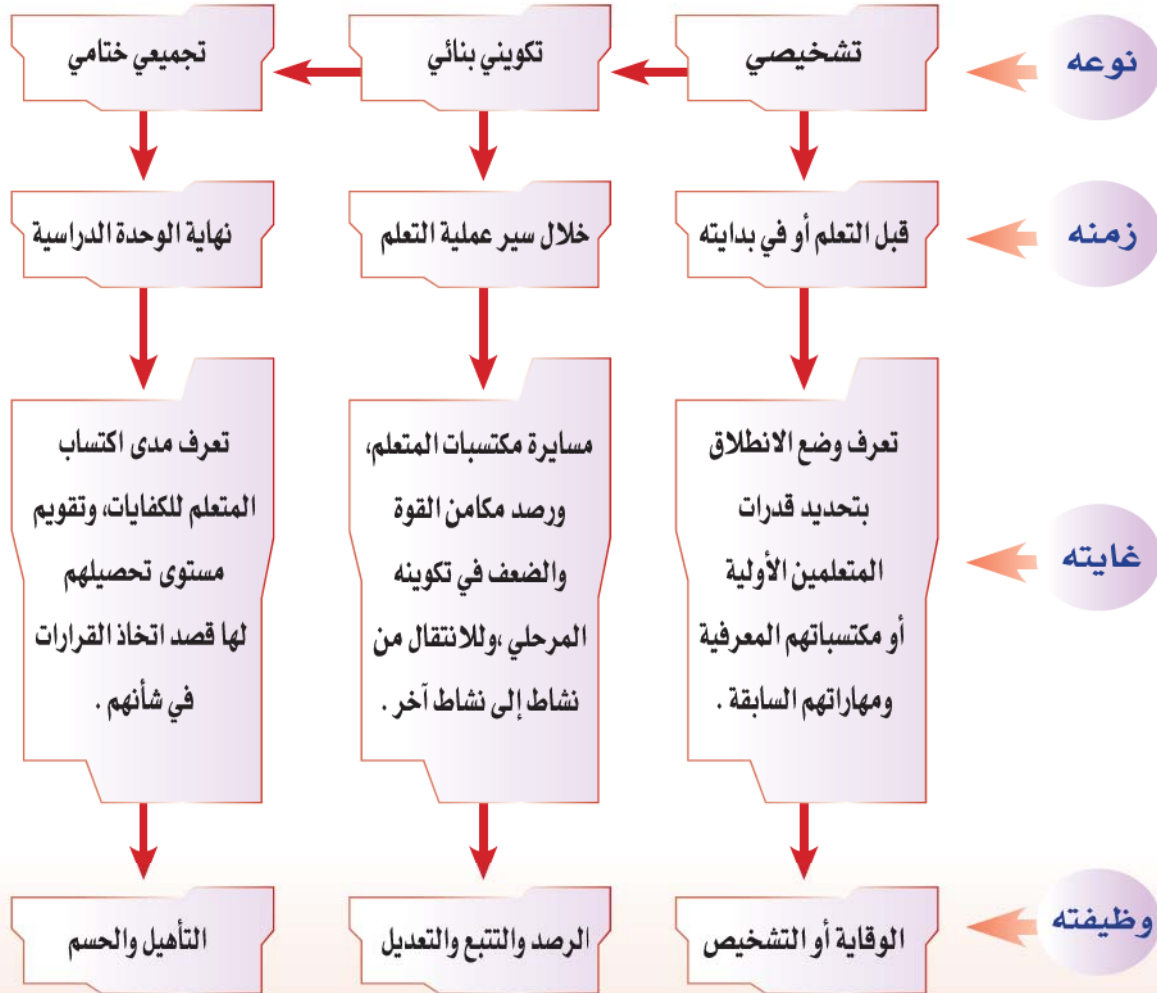 نوعه
تشخيصي
تكويني بنائي
تجميعي ختامي
زمنه
قبل التعلم أو في بدايته
خلال سير عملية التعلم
نهاية الوحدة الدراسية
غايته
تعرف وضع الانطلاق
بتحديد قدرات
المتعلمين الأولية
أو مكتسباتهم المعرفية
ومهاراتهم السابقة .
مسايرة مكتسبات المتعلم،
ورصد مكامن القوة
والضعف في تكوينه
المرحلي ،وللانتقال من
نشاط إلى نشاط آخر .
تعرف مدى اكتساب
المتعلم للكفايات، وتقويم
مستوى تحصيلهم
لها قصد اتخاذ القرارات
في شأنهم .
وظيفته
الوقاية أو التشخيص
الرصد والتتبع والتعديل
التأهيل والحسم